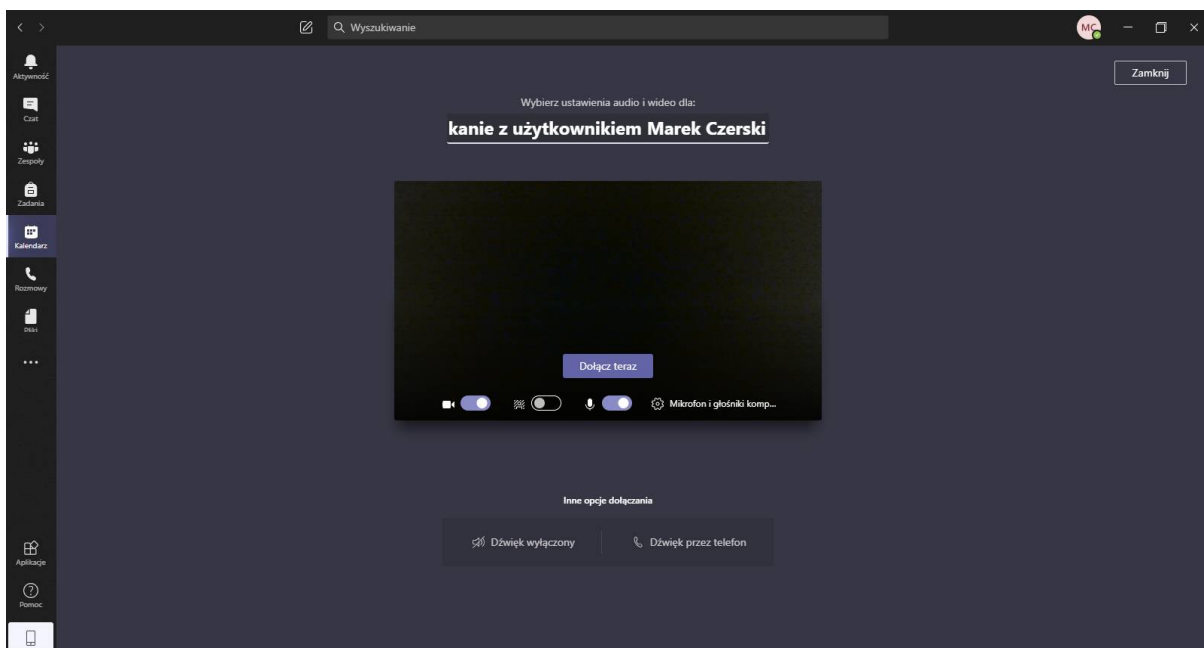 Wyszukiwanie
MC
Aktywność
Czat
Zespoły
Zadania
Kalendarz
Rozmowy
Pliki
Aplikacje
Pomoc
Zamknij
Wybierz ustawienia audio i wideo dla:
kanie z użytkownikiem Marek Czerski
Dołącz teraz
Mikrofon i głośniki komp...
Inne opcje dołączania
Dźwięk wyłączony
Dźwięk przez telefon